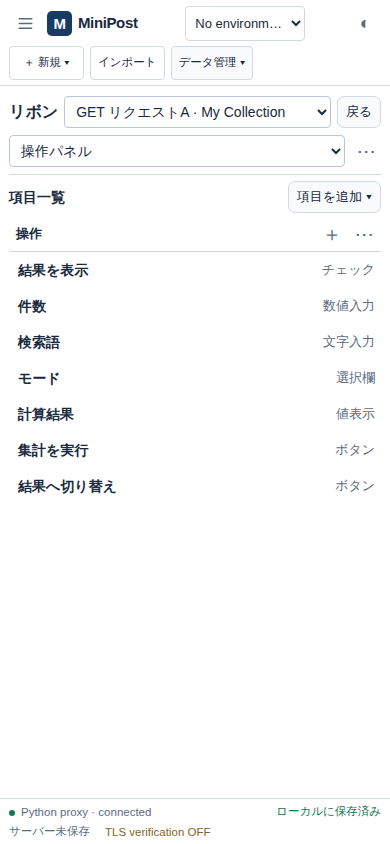 M MiniPost No environm…
＋ 新規 ▾ インポート データ管理 ▾
リボン GET リクエストA · My Collection 戻る
操作パネル …
項目一覧 項目を追加 ▾
操作 ＋ …
結果を表示 チェック
件数 数値入力
検索語 文字入力
モード 選択欄
計算結果 値表示
集計を実行 ボタン
結果へ切り替え ボタン
Python proxy · connected ローカルに保存済み
サーバー未保存 TLS verification OFF